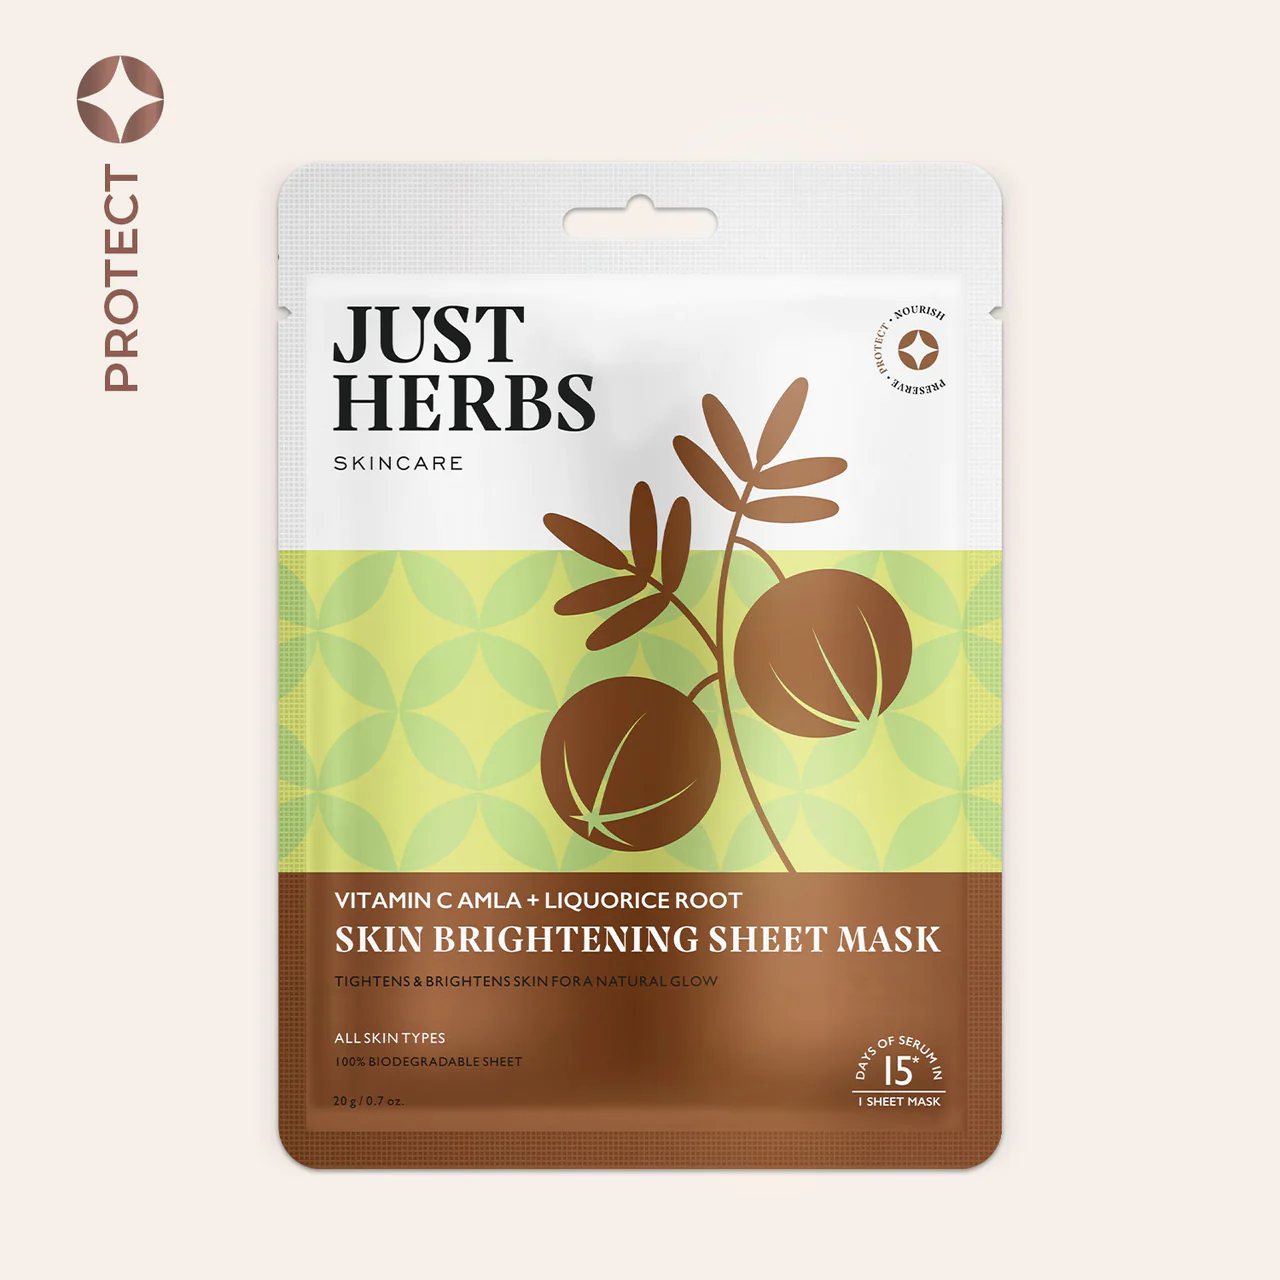 PROTECT
JUST
HERBS
SKINCARE
PROTECT • NOURISH
PRESERVE •
VITAMIN C AMLA + LIQUORICE ROOT
SKIN BRIGHTENING SHEET MASK
TIGHTENS & BRIGHTENS SKIN FOR A NATURAL GLOW
ALL SKIN TYPES
100% BIODEGRADABLE SHEET
20 g / 0.7 oz.
DAYS OF SERUM IN
15*
1 SHEET MASK